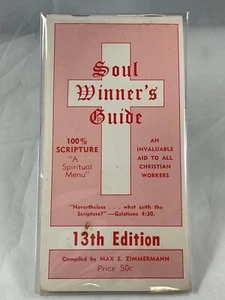 Soul
Winner's
Guide
100%
SCRIPTURE
"A
Spiritual
Menu"
AN
INVALUABLE
AID TO ALL
CHRISTIAN
WORKERS
"Nevertheless . . . what saith the
Scripture?"—Galatians 4:30.
13th Edition
Compiled by MAX E. ZIMMERMANN
Price 50c